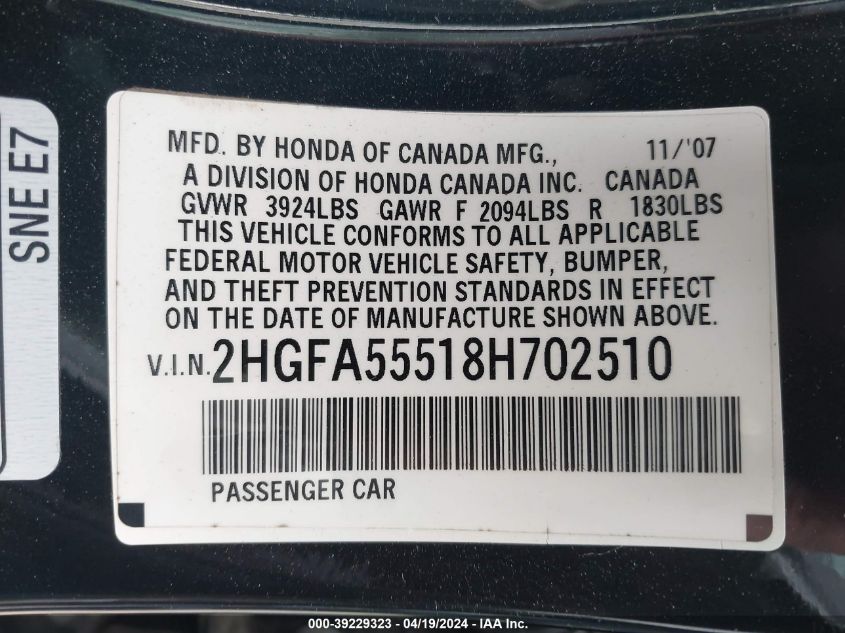 SNE E7
MFD. BY HONDA OF CANADA MFG., 11/'07
A DIVISION OF HONDA CANADA INC. CANADA
GVWR 3924LBS GAWR F 2094LBS R 1830LBS
THIS VEHICLE CONFORMS TO ALL APPLICABLE
FEDERAL MOTOR VEHICLE SAFETY, BUMPER,
AND THEFT PREVENTION STANDARDS IN EFFECT
ON THE DATE OF MANUFACTURE SHOWN ABOVE.
V.I.N. 2HGFA55518H702510
PASSENGER CAR
000-39229323 - 04/19/2024 - © IAA, Inc.